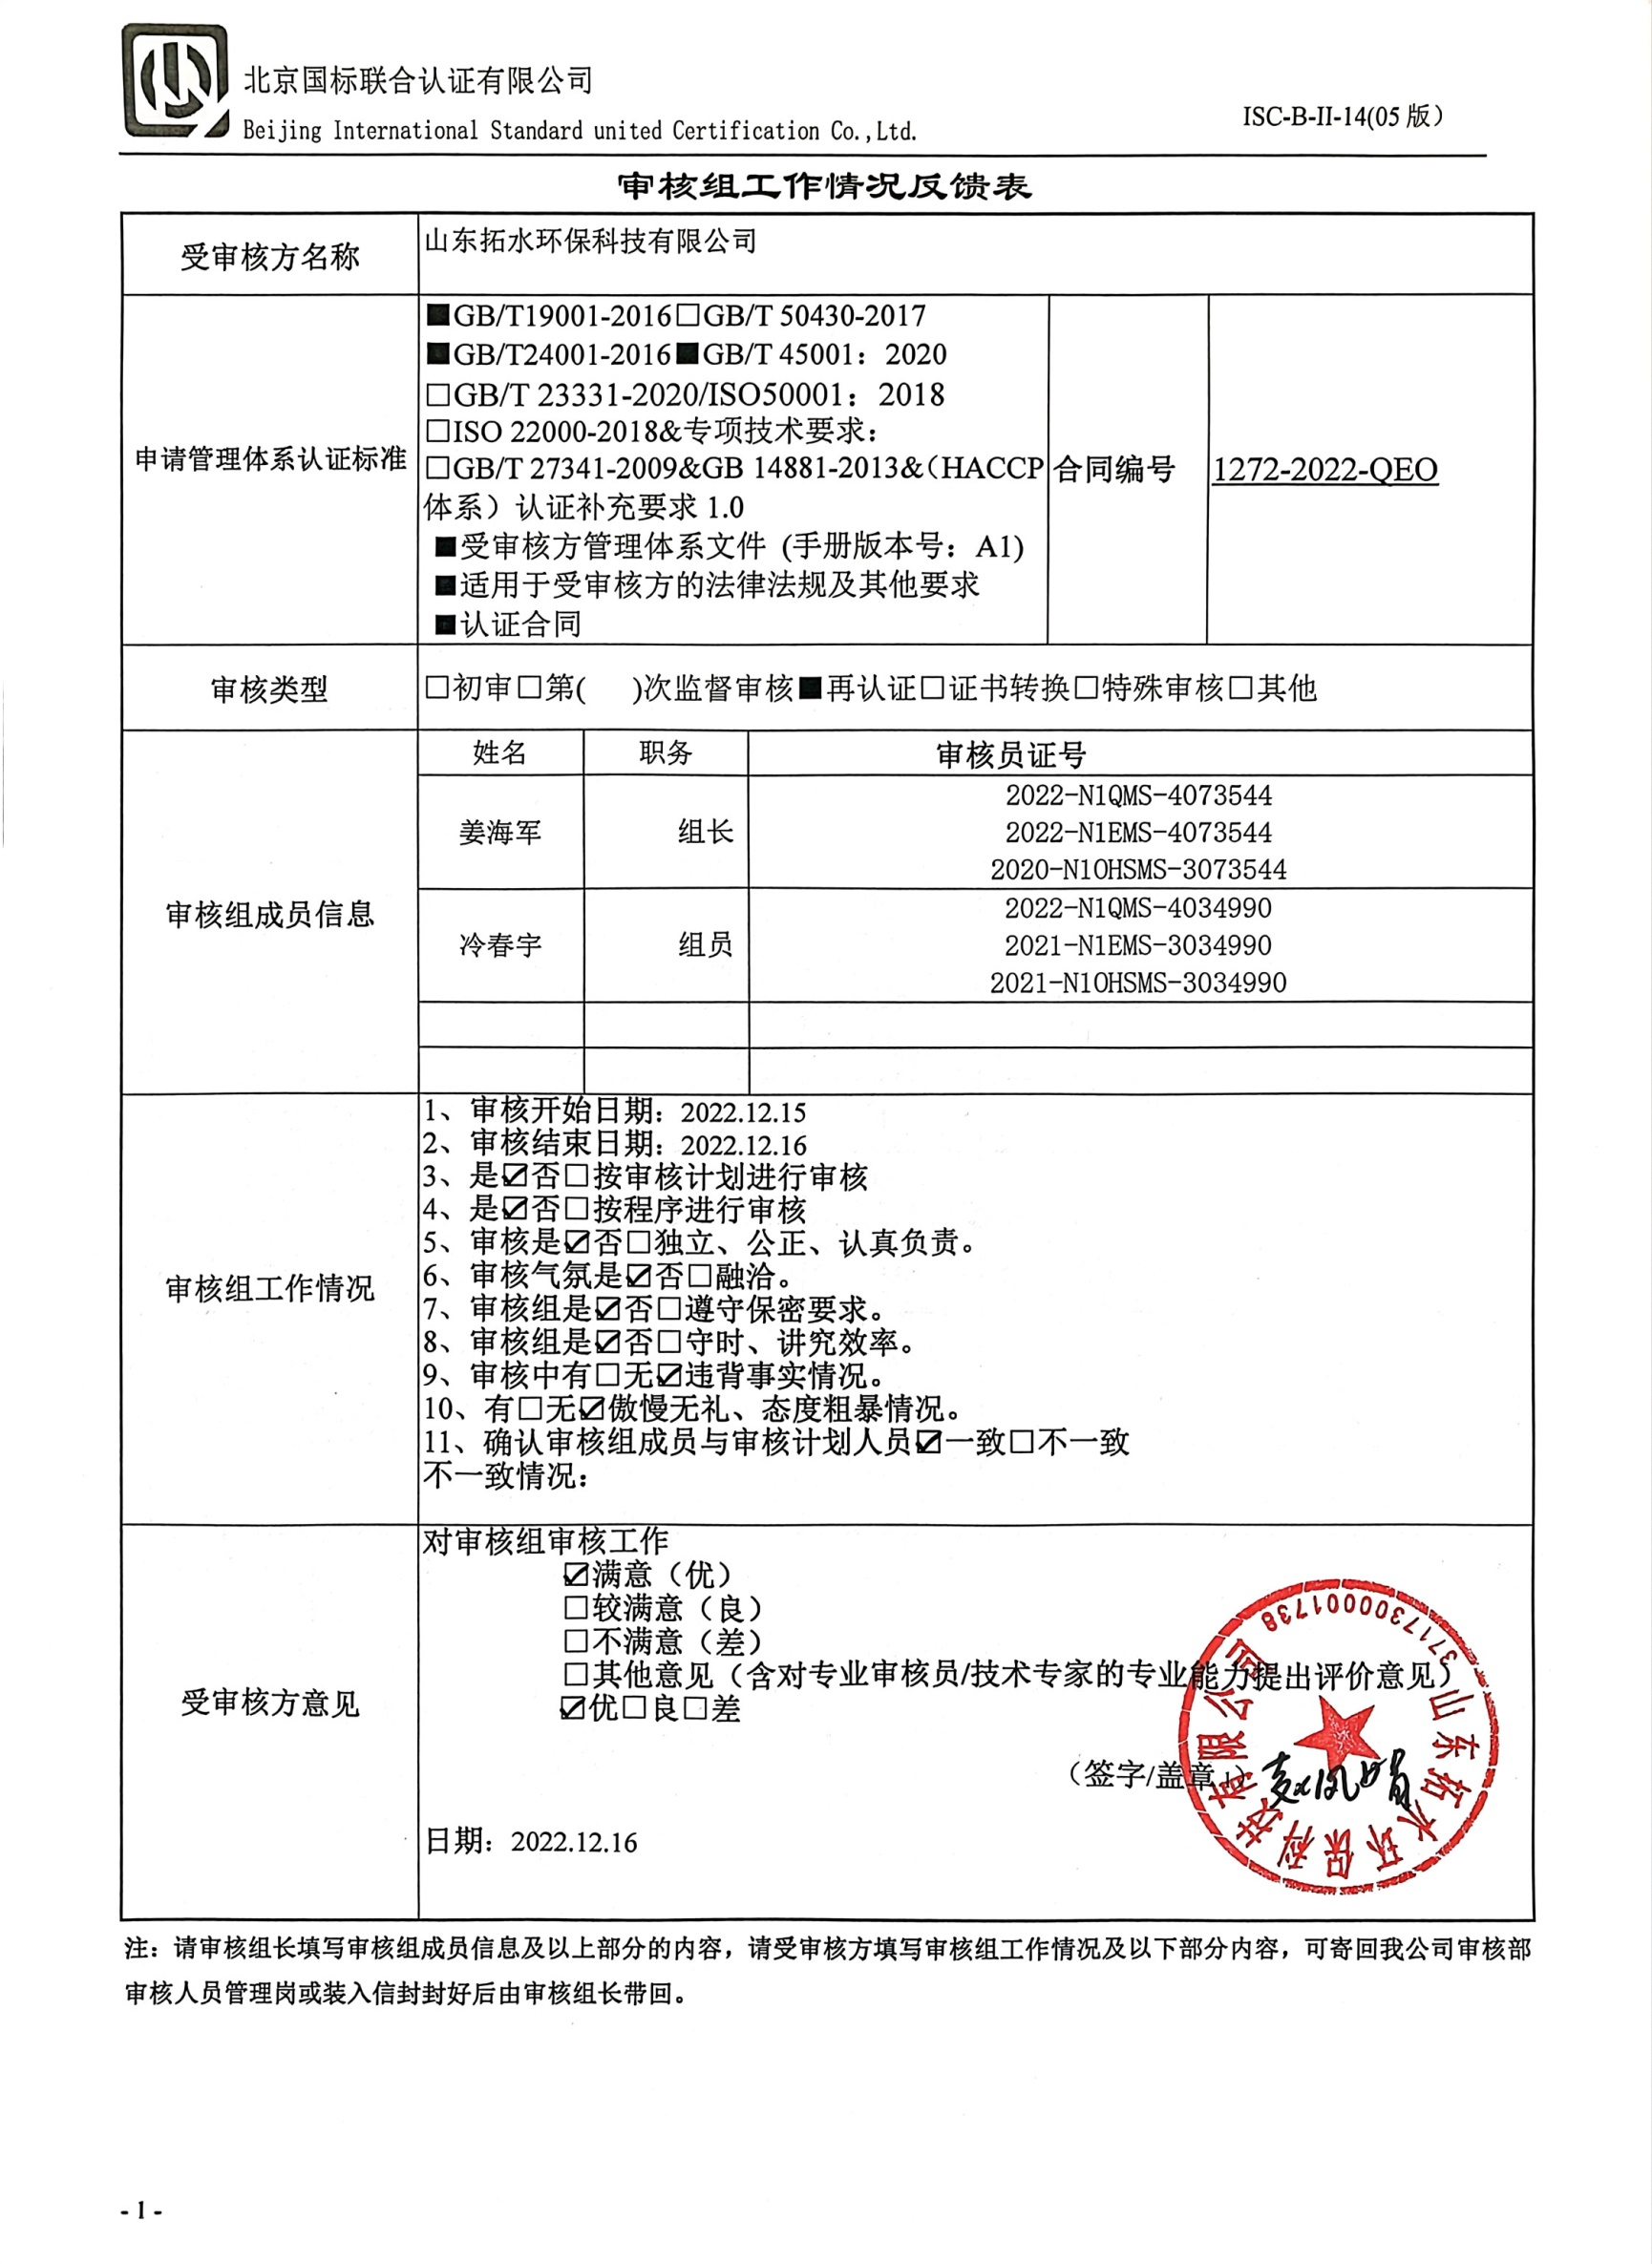 北京国标联合认证有限公司
Beijing International Standard united Certification Co.,Ltd.
ISC-B-II-14(05 版)
审核组工作情况反馈表
受审核方名称
山东拓水环保科技有限公司
申请管理体系认证标准
■GB/T19001-2016□GB/T 50430-2017
■GB/T24001-2016■GB/T 45001：2020
□GB/T 23331-2020/ISO50001：2018
□ISO 22000-2018&专项技术要求：
□GB/T 27341-2009&GB 14881-2013&（HACCP
体系）认证补充要求 1.0
■受审核方管理体系文件 (手册版本号：A1)
■适用于受审核方的法律法规及其他要求
■认证合同
合同编号
1272-2022-QEO
审核类型
□初审□第( )次监督审核■再认证□证书转换□特殊审核□其他
审核组成员信息
姓名 职务 审核员证号
姜海军 组长
2022-N1QMS-4073544
2022-N1EMS-4073544
2020-N1OHSMS-3073544
冷春宇 组员
2022-N1QMS-4034990
2021-N1EMS-3034990
2021-N1OHSMS-3034990
审核组工作情况
1、审核开始日期：2022.12.15
2、审核结束日期：2022.12.16
3、是☑否□按审核计划进行审核
4、是☑否□按程序进行审核
5、审核是☑否□独立、公正、认真负责。
6、审核气氛是☑否□融洽。
7、审核组是☑否□遵守保密要求。
8、审核组是☑否□守时、讲究效率。
9、审核中有□无☑违背事实情况。
10、有□无☑傲慢无礼、态度粗暴情况。
11、确认审核组成员与审核计划人员☑一致□不一致
不一致情况：
受审核方意见
对审核组审核工作
☑满意（优）
□较满意（良）
□不满意（差）
□其他意见（含对专业审核员/技术专家的专业能力提出评价意见）
☑优□良□差
（签字/盖章）
日期：2022.12.16
山东拓水环保科技有限公司
3717300001738
注：请审核组长填写审核组成员信息及以上部分的内容，请受审核方填写审核组工作情况及以下部分内容，可寄回我公司审核部
审核人员管理岗或装入信封封好后由审核组长带回。
- 1 -